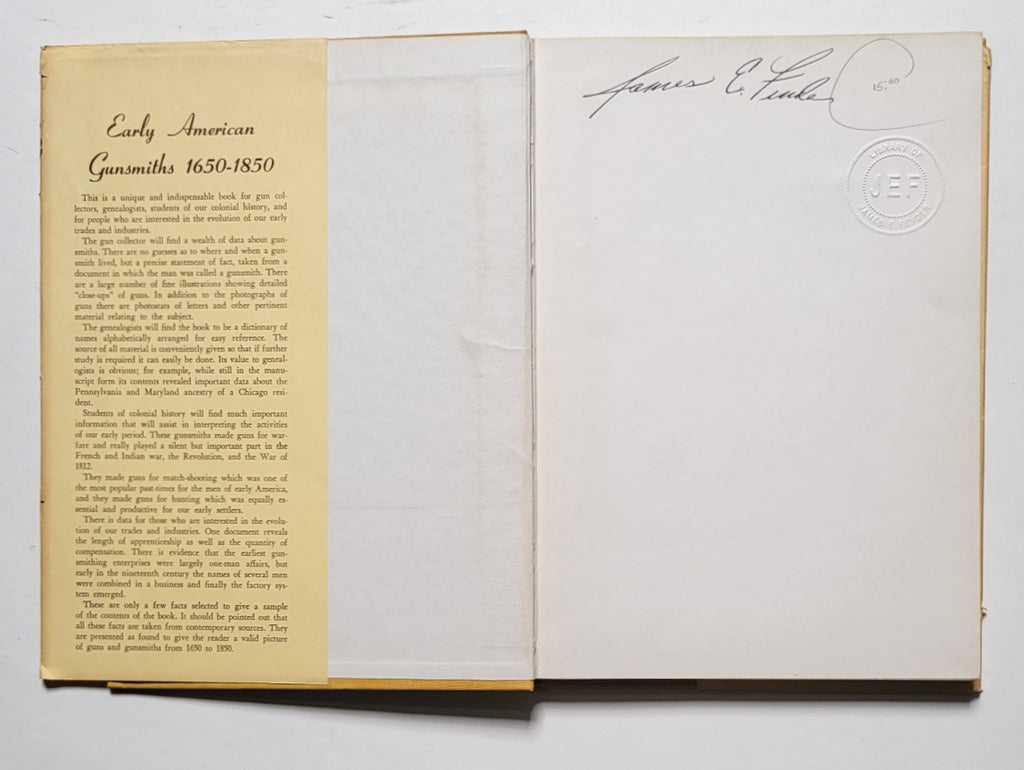 Early American
Gunsmiths 1650-1850
This is a unique and indispensable book for gun col-
lectors, genealogists, students of our colonial history, and
for people who are interested in the evolution of our early
trades and industries.
The gun collector will find a wealth of data about gun-
smiths. There are no guesses as to where and when a gun-
smith lived, but a precise statement of fact, taken from a
document in which the man was called a gunsmith. There
are a large number of fine illustrations showing detailed
"close-ups" of guns. In addition to the photographs of
guns there are photostats of letters and other pertinent
material relating to the subject.
The genealogists will find the book to be a dictionary of
names alphabetically arranged for easy reference. The
source of all material is conveniently given so that if further
study is required it can easily be done. Its value to geneal-
ogists is obvious; for example, while still in the manu-
script form its contents revealed important data about the
Pennsylvania and Maryland ancestry of a Chicago resi-
dent.
Students of colonial history will find much important
information that will assist in interpreting the activities
of our early period. These gunsmiths made guns for war-
fare and really played a silent but important part in the
French and Indian war, the Revolution, and the War of
1812.
They made guns for match-shooting which was one of
the most popular past-times for the men of early America,
and they made guns for hunting which was equally es-
sential and productive for our early settlers.
There is data for those who are interested in the evolu-
tion of our trades and industries. One document reveals
the length of apprenticeship as well as the quantity of
compensation. There is evidence that the earliest gun-
smithing enterprises were largely one-man affairs, but
early in the nineteenth century the names of several men
were combined in a business and finally the factory sys-
tem emerged.
These are only a few facts selected to give a sample
of the contents of the book. It should be pointed out that
all these facts are taken from contemporary sources. They
are presented as found to give the reader a valid picture
of guns and gunsmiths from 1650 to 1850.
James E.
15.00
LIBRARY OF
JEF
JAMES E